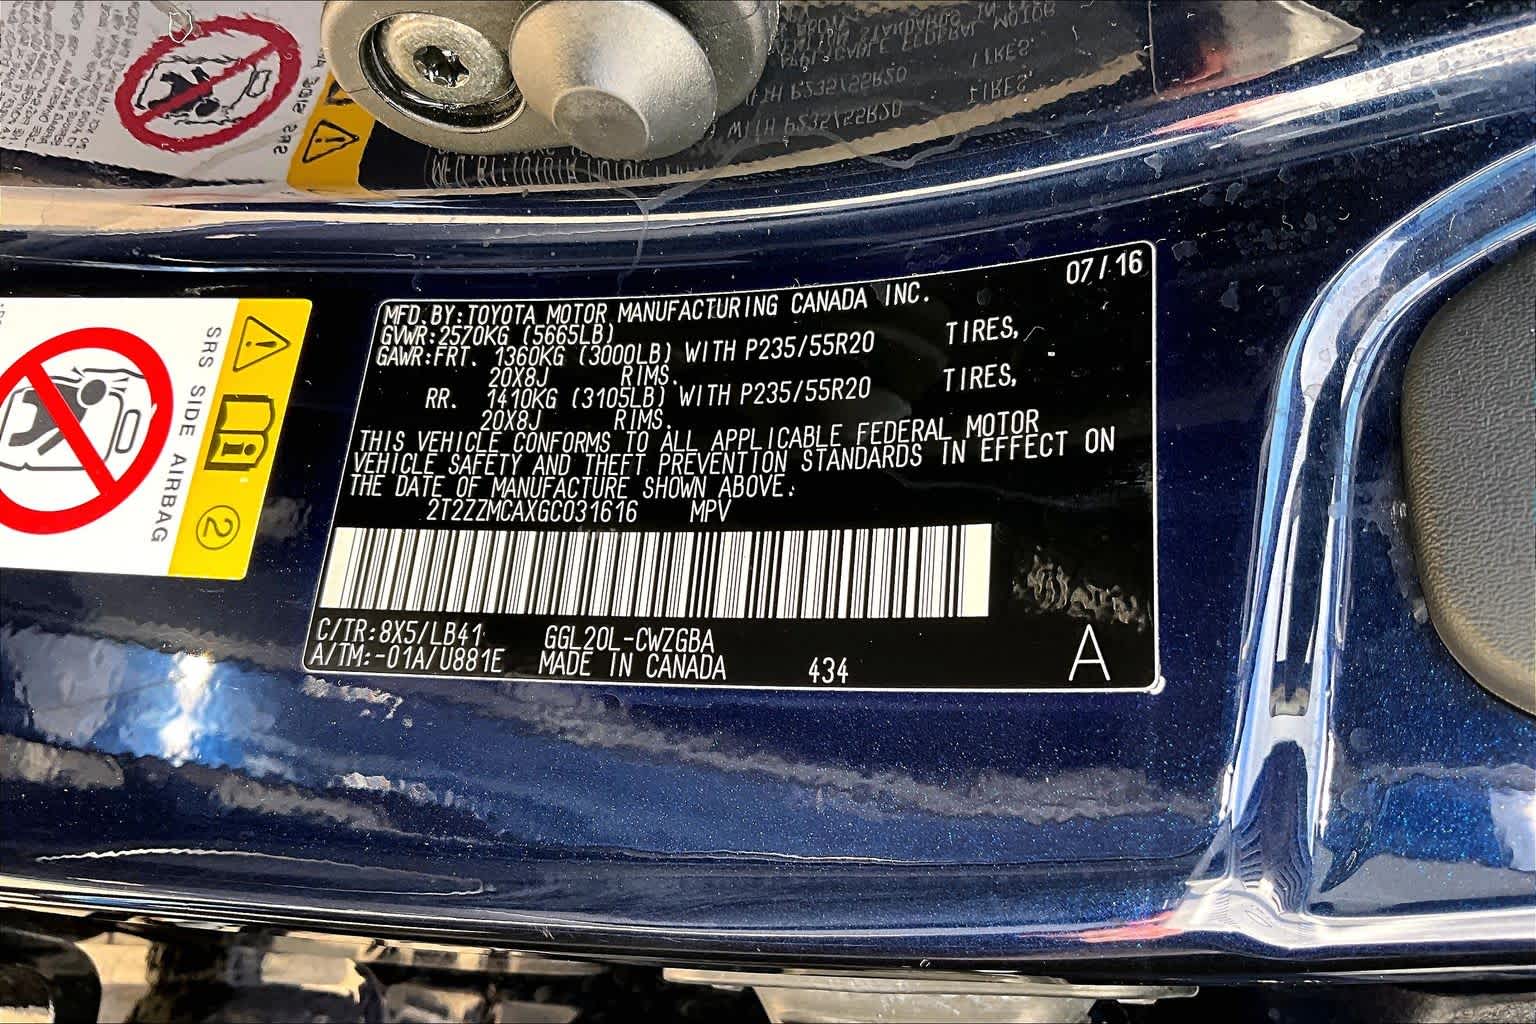 07/16
MFD.BY:TOYOTA MOTOR MANUFACTURING CANADA INC.
GVWR:2570KG (5665LB)
GAWR:FRT. 1360KG (3000LB) WITH P235/55R20 TIRES,
20X8J RIMS.
RR. 1410KG (3105LB) WITH P235/55R20 TIRES,
20X8J RIMS.
THIS VEHICLE CONFORMS TO ALL APPLICABLE FEDERAL MOTOR
VEHICLE SAFETY AND THEFT PREVENTION STANDARDS IN EFFECT ON
THE DATE OF MANUFACTURE SHOWN ABOVE.
2T2ZZMCAXGC031616 MPV
C/TR:8X5/LB41 GGL20L-CWZGBA
A/TM:-01A/U881E MADE IN CANADA 434
A
SRS SIDE AIRBAG
2